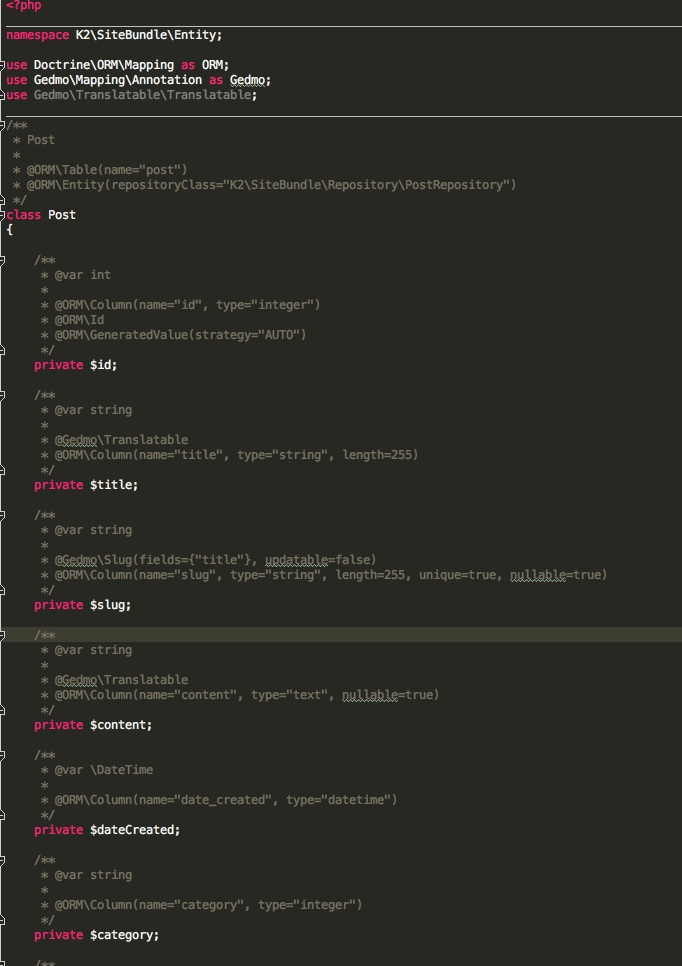 <?php
namespace K2\SiteBundle\Entity;
use Doctrine\ORM\Mapping as ORM;
use Gedmo\Mapping\Annotation as Gedmo;
use Gedmo\Translatable\Translatable;
/**
 * Post
 *
 * @ORM\Table(name="post")
 * @ORM\Entity(repositoryClass="K2\SiteBundle\Repository\PostRepository")
 */
class Post
{
    /**
     * @var int
     *
     * @ORM\Column(name="id", type="integer")
     * @ORM\Id
     * @ORM\GeneratedValue(strategy="AUTO")
     */
    private $id;
    /**
     * @var string
     *
     * @Gedmo\Translatable
     * @ORM\Column(name="title", type="string", length=255)
     */
    private $title;
    /**
     * @var string
     *
     * @Gedmo\Slug(fields={"title"}, updatable=false)
     * @ORM\Column(name="slug", type="string", length=255, unique=true, nullable=true)
     */
    private $slug;
    /**
     * @var string
     *
     * @Gedmo\Translatable
     * @ORM\Column(name="content", type="text", nullable=true)
     */
    private $content;
    /**
     * @var \DateTime
     *
     * @ORM\Column(name="date_created", type="datetime")
     */
    private $dateCreated;
    /**
     * @var string
     *
     * @ORM\Column(name="category", type="integer")
     */
    private $category;
    /**